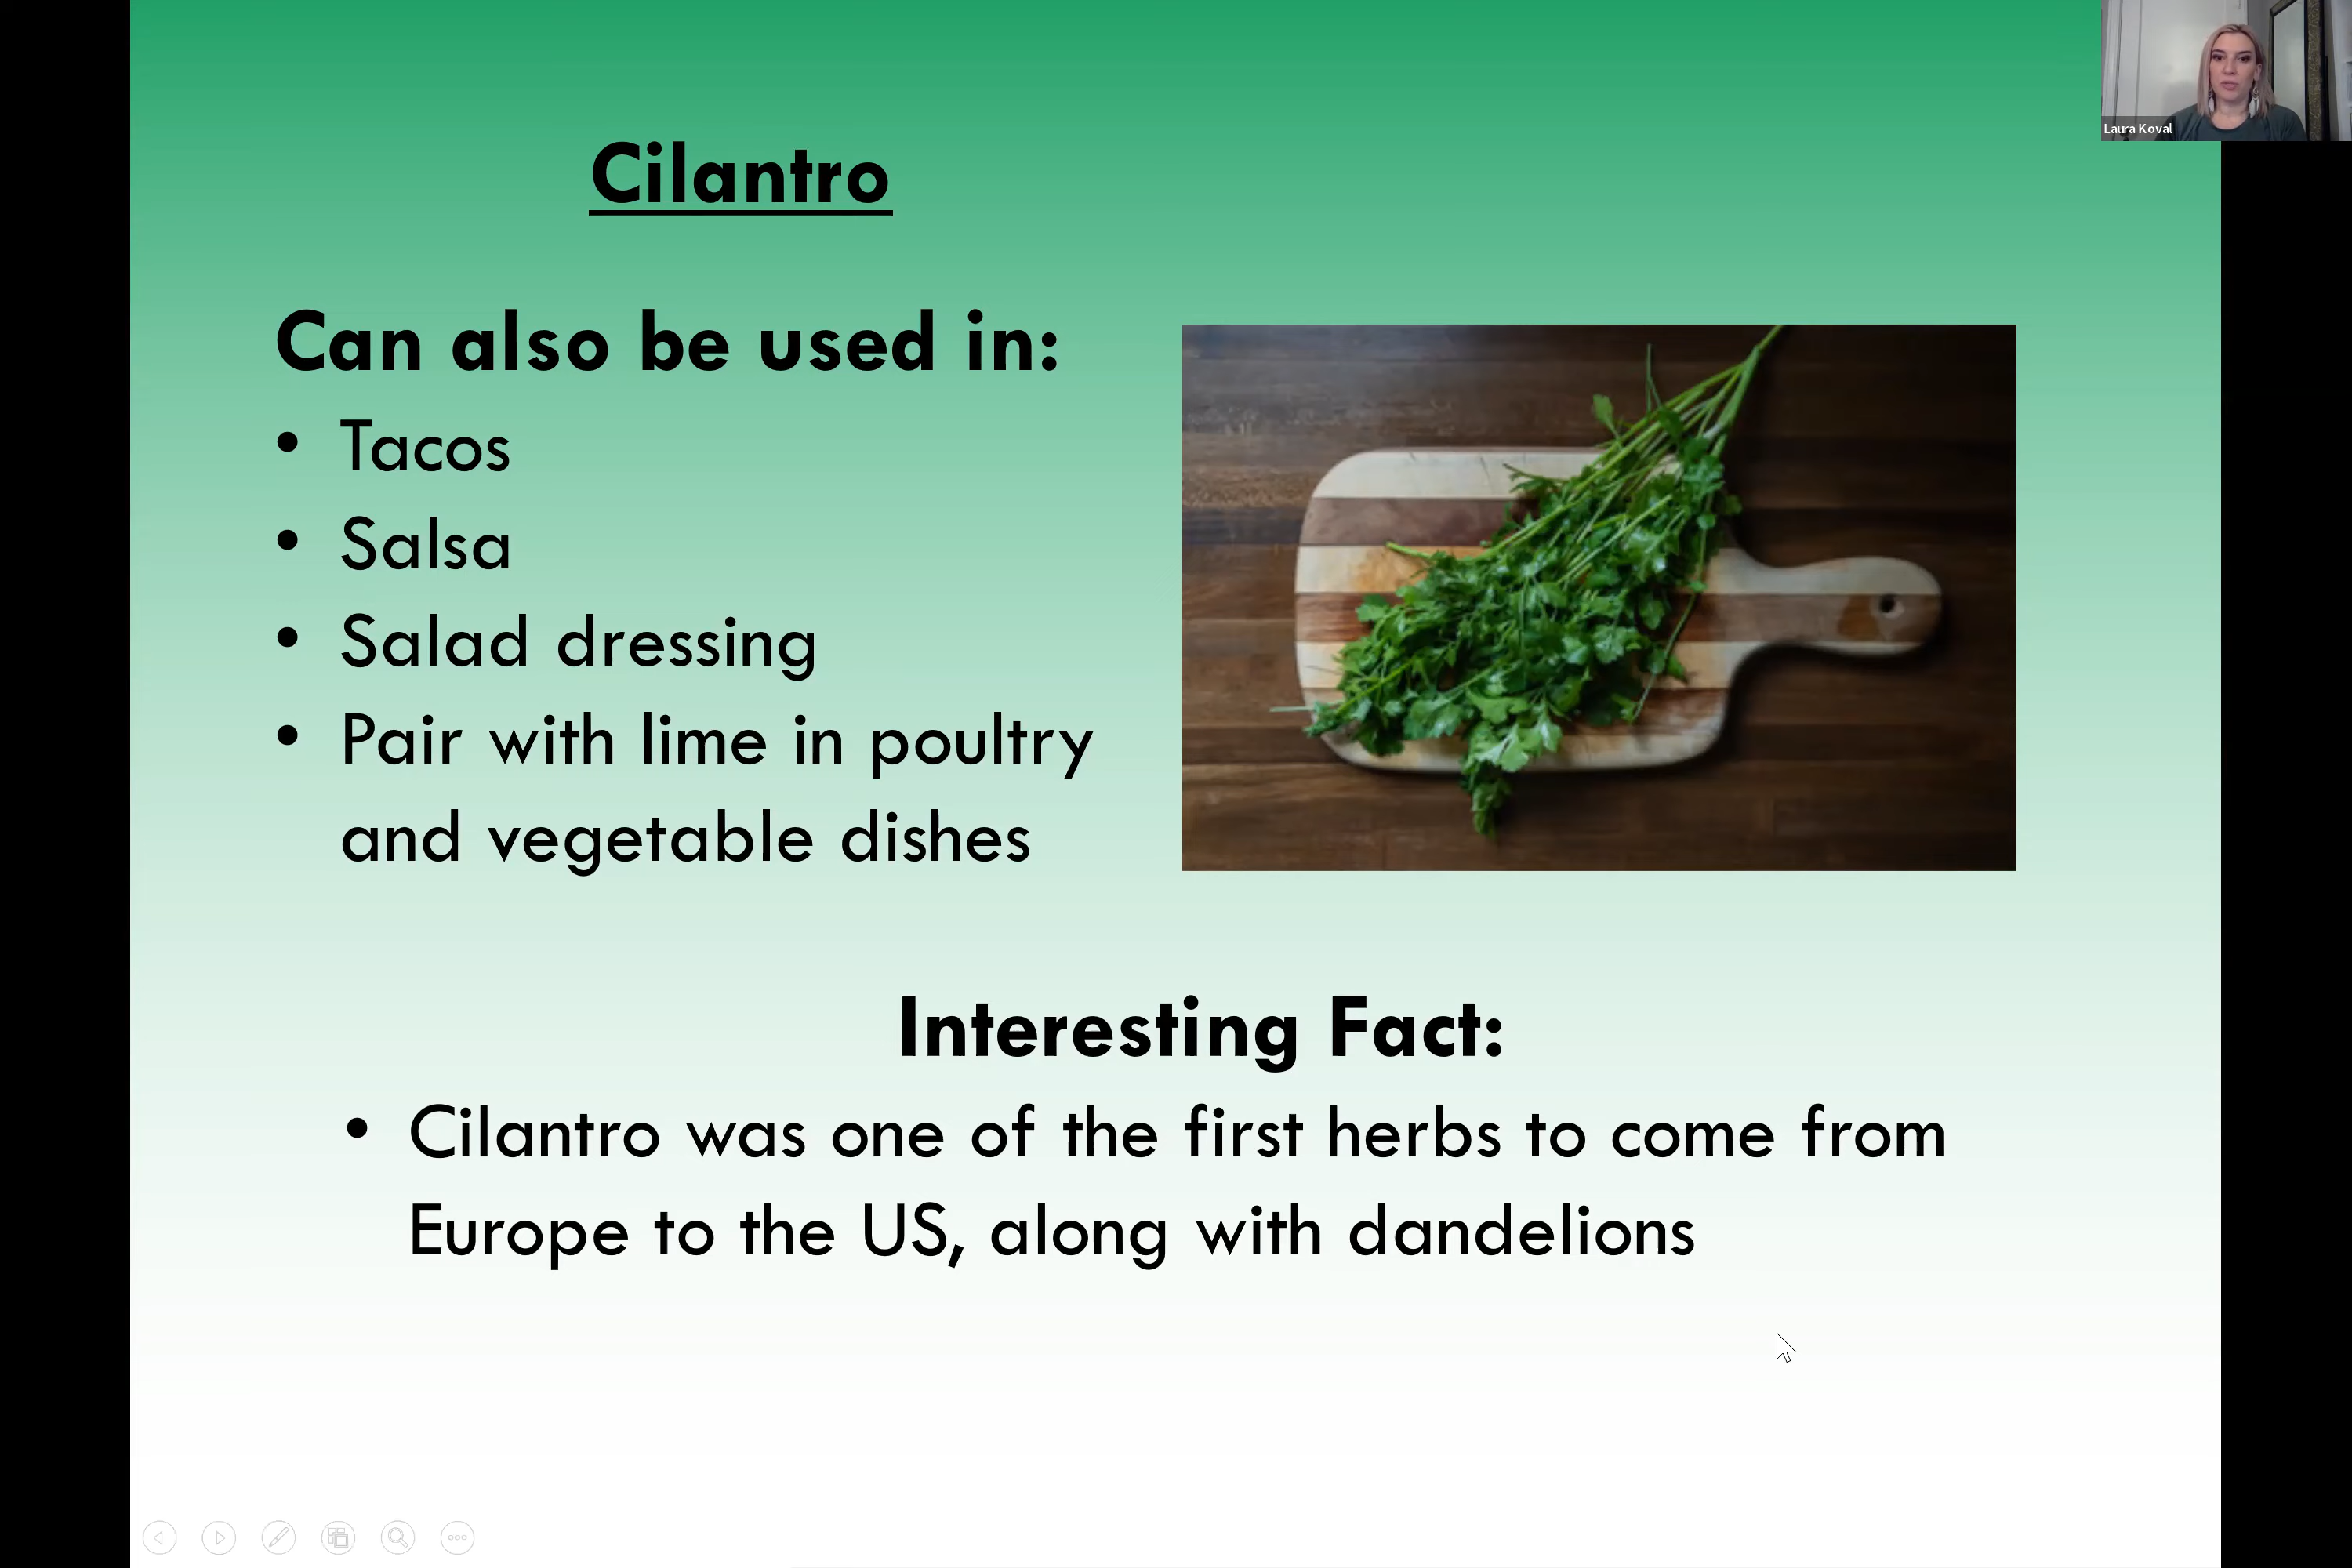 Laura Koval
Cilantro
Can also be used in:
• Tacos
• Salsa
• Salad dressing
• Pair with lime in poultry
and vegetable dishes
Interesting Fact:
• Cilantro was one of the first herbs to come from
Europe to the US, along with dandelions